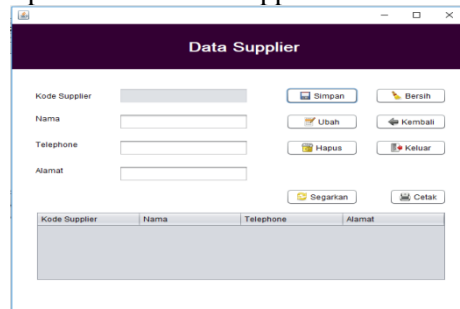 Data Supplier
Kode Supplier
Simpan
Bersih
Nama
Ubah
Kembali
Telephone
Hapus
Keluar
Alamat
Segarkan
Cetak
Kode Supplier Nama Telephone Alamat